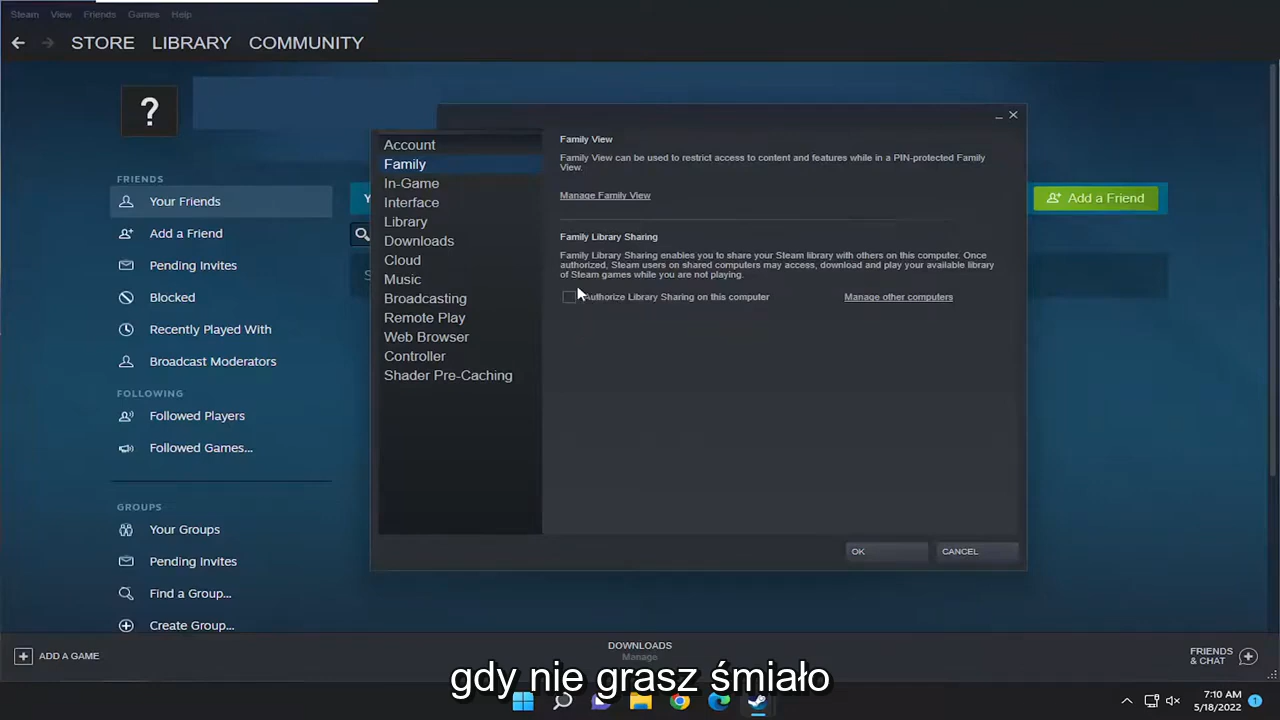 Steam View Friends Games Help
STORE LIBRARY COMMUNITY
?
FRIENDS
Your Friends
Add a Friend
Pending Invites
Blocked
Recently Played With
Broadcast Moderators
FOLLOWING
Followed Players
Followed Games...
GROUPS
Your Groups
Pending Invites
Find a Group...
Create Group...
Add a Friend
Account
Family
In-Game
Interface
Library
Downloads
Cloud
Music
Broadcasting
Remote Play
Web Browser
Controller
Shader Pre-Caching
Family View
Family View can be used to restrict access to content and features while in a PIN-protected Family
View.
Manage Family View
Family Library Sharing
Family Library Sharing enables you to share your Steam library with others on this computer. Once
authorized, Steam users on shared computers may access, download and play your available library
of Steam games while you are not playing.
Authorize Library Sharing on this computer Manage other computers
OK CANCEL
ADD A GAME
DOWNLOADS
Manage
FRIENDS
& CHAT
gdy nie grasz śmiało
7:10 AM
5/18/2022
1